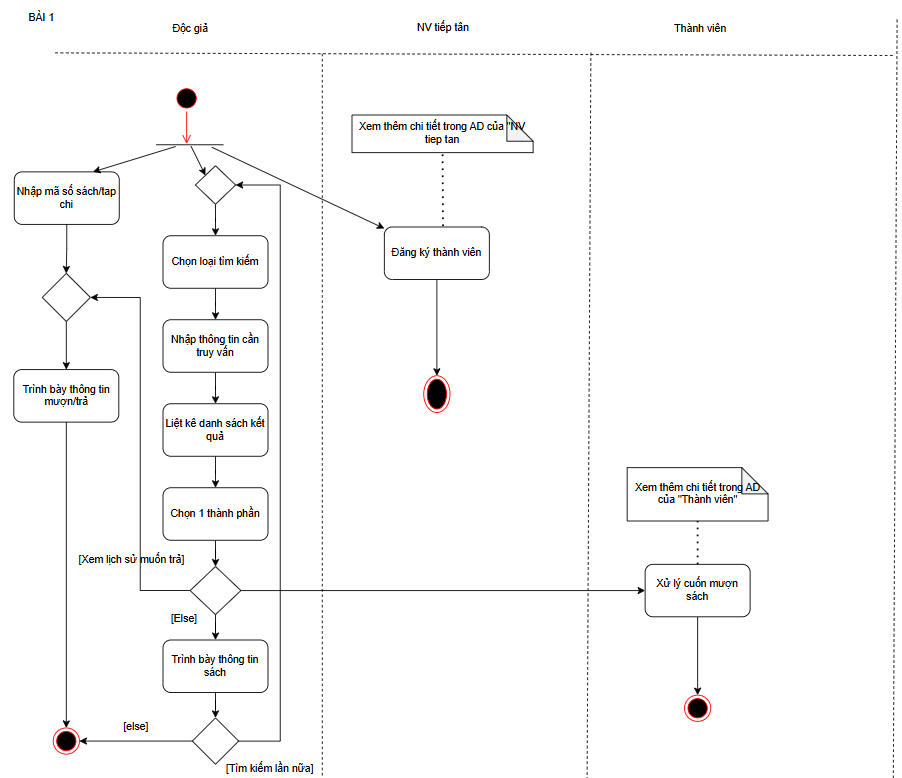 BÀI 1
Độc giả
NV tiếp tân
Thành viên
Xem thêm chi tiết trong AD của "NV
tiep tan
Nhập mã số sách/tap
chi
Đăng ký thành viên
Chọn loại tìm kiếm
Nhập thông tin cần
truy vấn
Trình bày thông tin
mượn/trả
Liệt kê danh sách kết
quả
Xem thêm chi tiết trong AD
của "Thành viên"
Chọn 1 thành phần
[Xem lịch sử muốn trả]
Xử lý cuốn mượn
sách
[Else]
Trình bày thông tin
sách
[else]
[Tìm kiếm lần nữa]